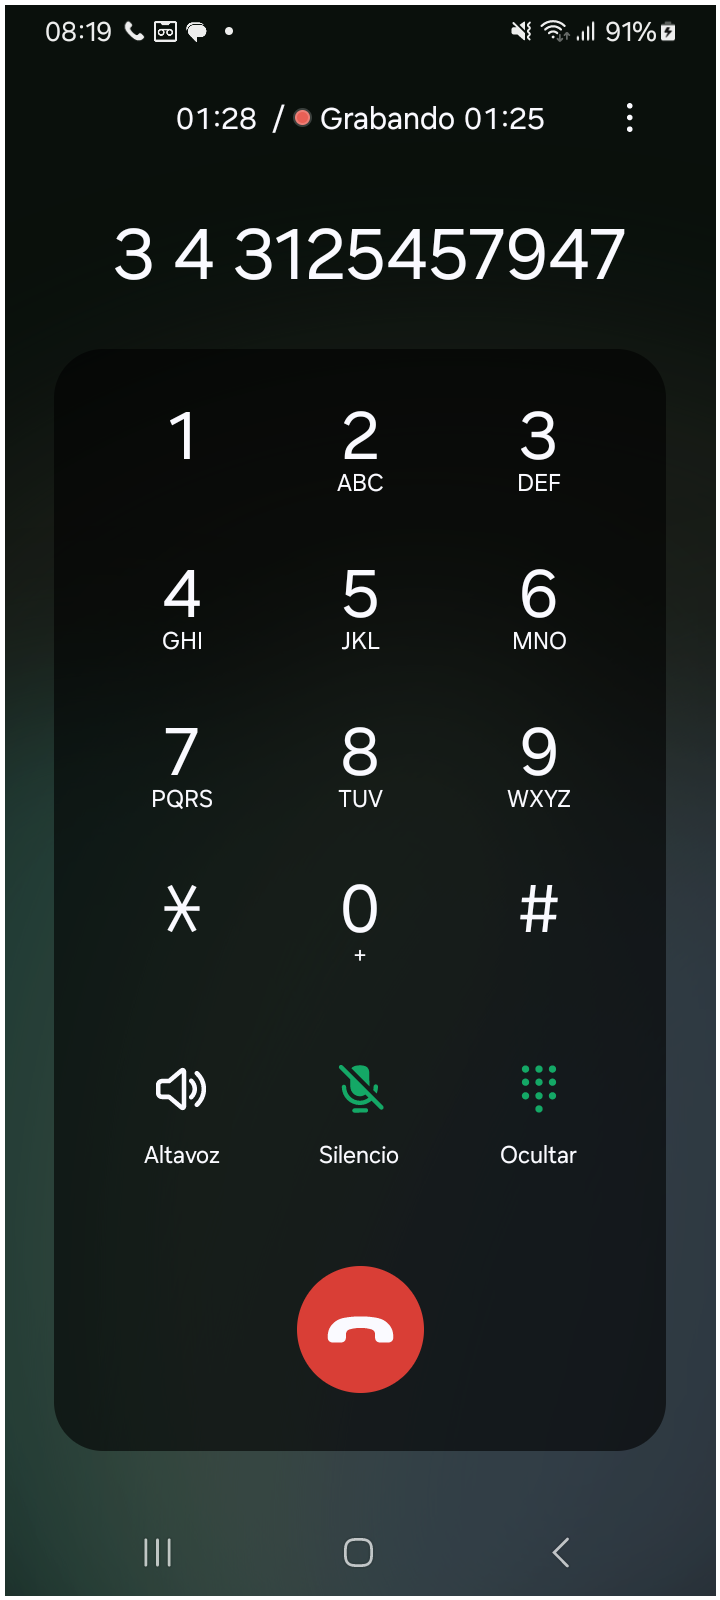 08:19 91%
01:28 / Grabando 01:25
3 4 3125457947
1 2 3
ABC DEF
4 5 6
GHI JKL MNO
7 8 9
PQRS TUV WXYZ
* 0 #
+
Altavoz Silencio Ocultar